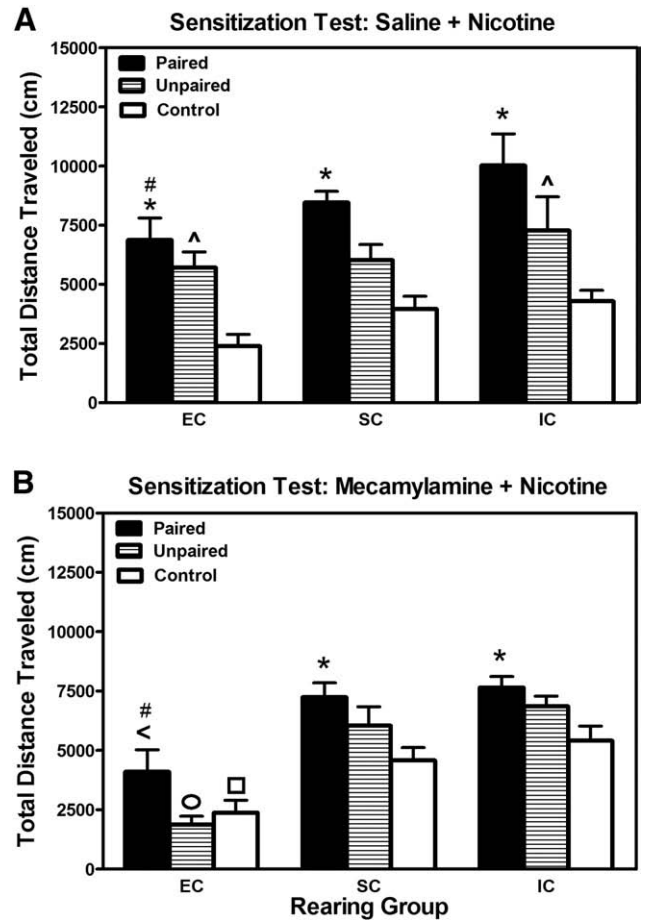 A
Sensitization Test: Saline + Nicotine
Total Distance Traveled (cm)
15000
12500
10000
7500
5000
2500
0
Paired
Unpaired
Control
#
*
^
*
*
^
EC
SC
IC
B
Sensitization Test: Mecamylamine + Nicotine
Total Distance Traveled (cm)
15000
12500
10000
7500
5000
2500
0
Paired
Unpaired
Control
#
<
○
□
*
*
EC
SC
IC
Rearing Group